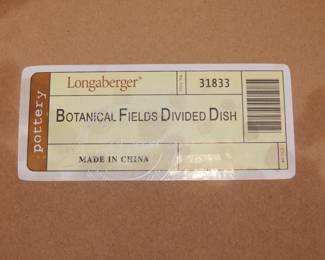 pottery
Longaberger®
31833
BOTANICAL FIELDS DIVIDED DISH
MADE IN CHINA